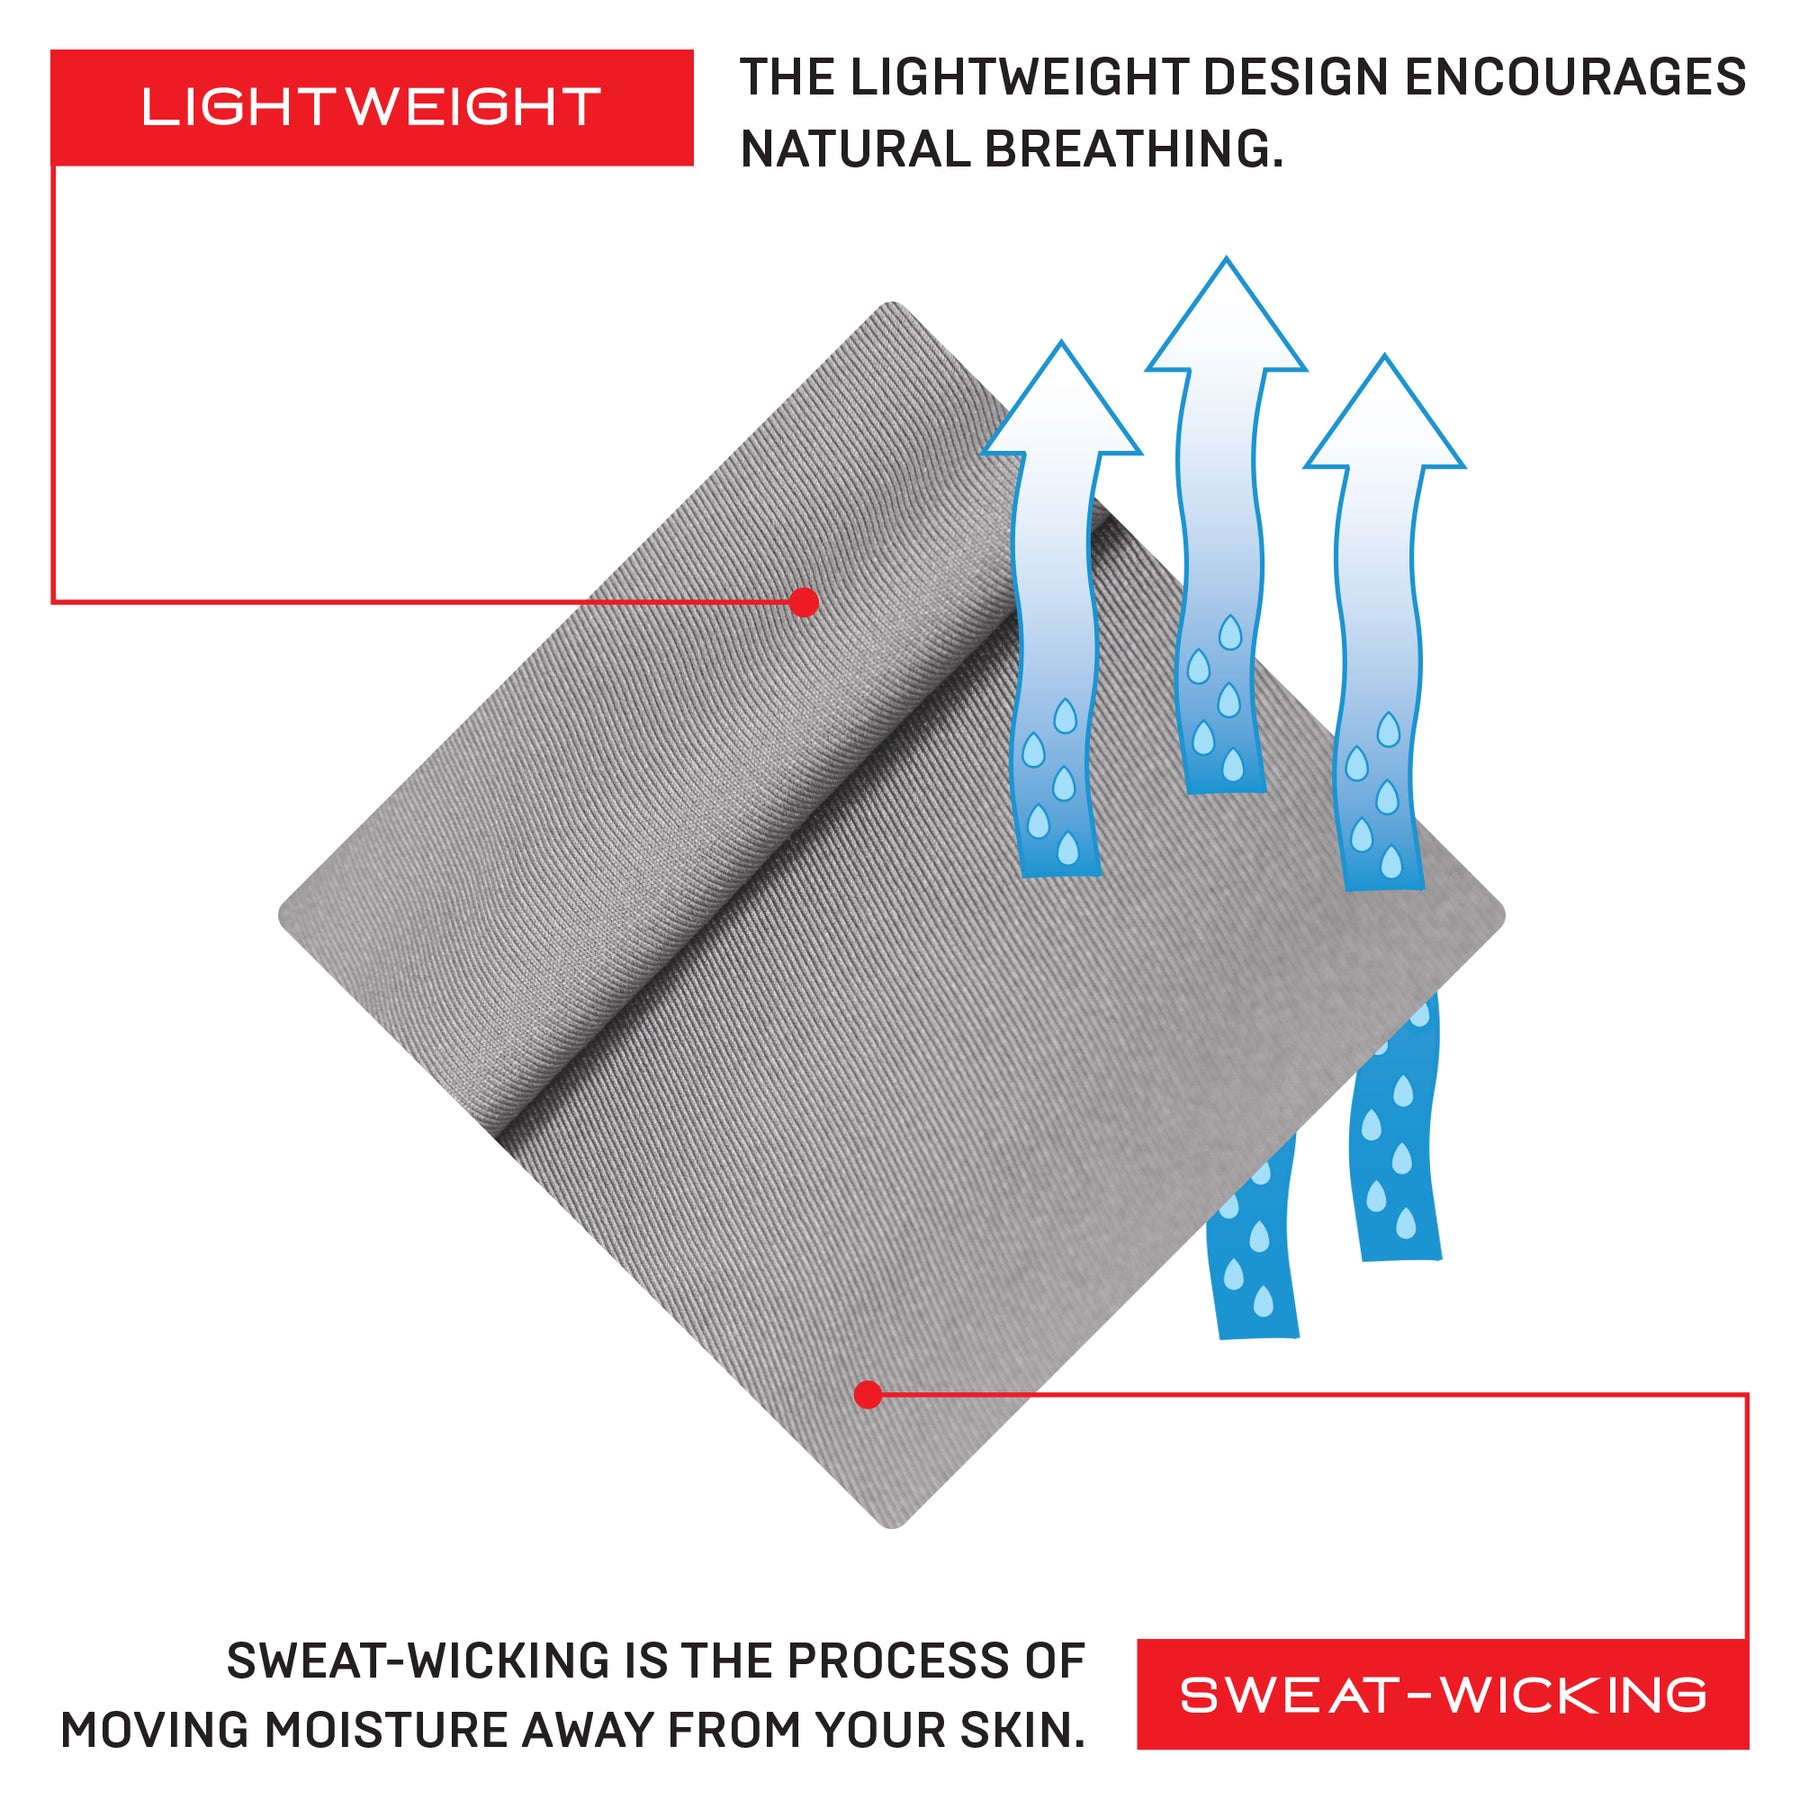 LIGHTWEIGHT
THE LIGHTWEIGHT DESIGN ENCOURAGES
NATURAL BREATHING.
SWEAT-WICKING IS THE PROCESS OF
MOVING MOISTURE AWAY FROM YOUR SKIN.
SWEAT-WICKING